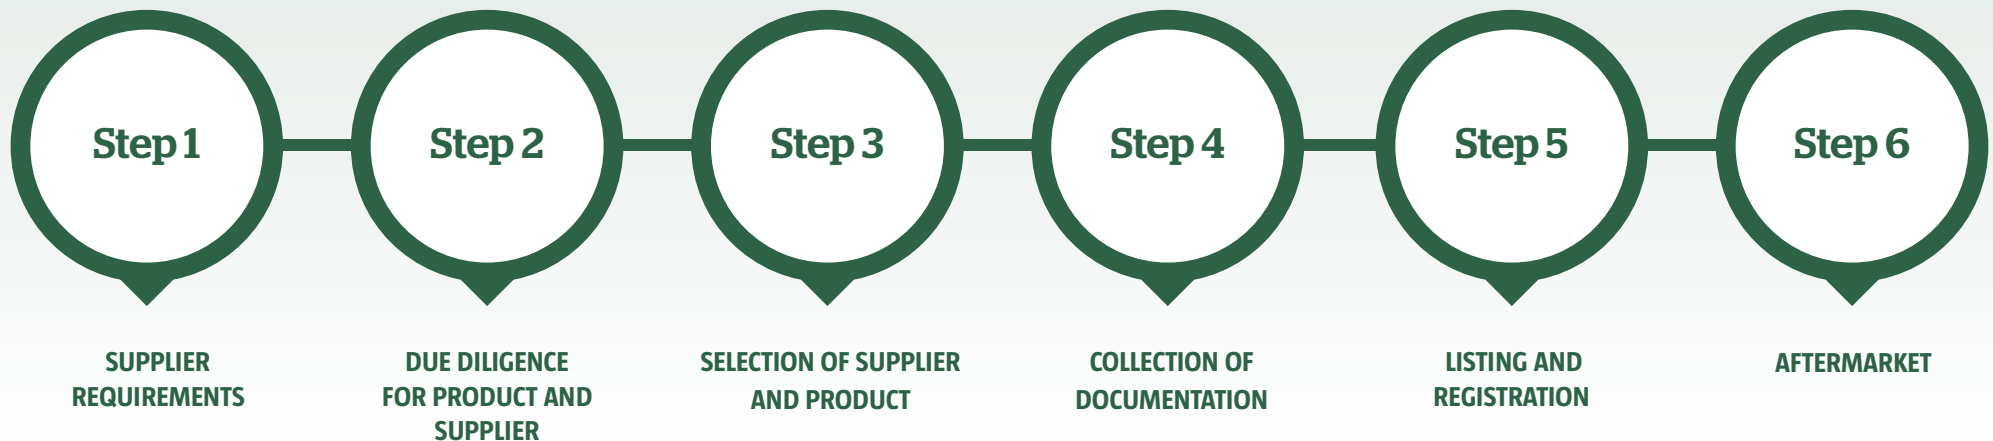 Step 1
Step 2
Step 3
Step 4
Step 5
Step 6
SUPPLIER
REQUIREMENTS
DUE DILIGENCE
FOR PRODUCT AND
SUPPLIER
SELECTION OF SUPPLIER
AND PRODUCT
COLLECTION OF
DOCUMENTATION
LISTING AND
REGISTRATION
AFTERMARKET